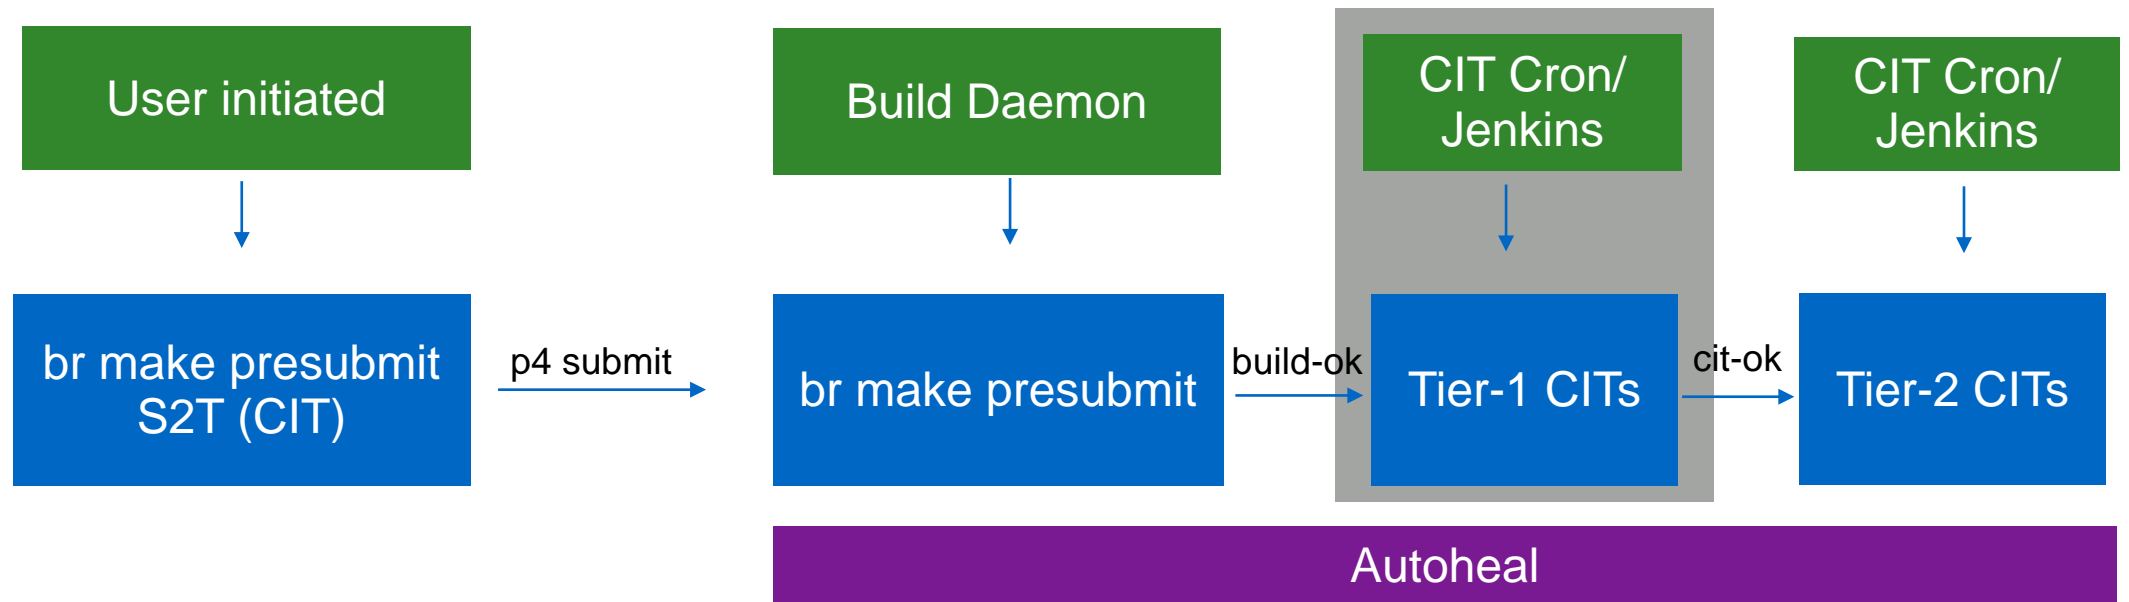 User initiated
Build Daemon
CIT Cron/
Jenkins
CIT Cron/
Jenkins
br make presubmit
S2T (CIT)
p4 submit
br make presubmit
build-ok
Tier-1 CITs
cit-ok
Tier-2 CITs
Autoheal